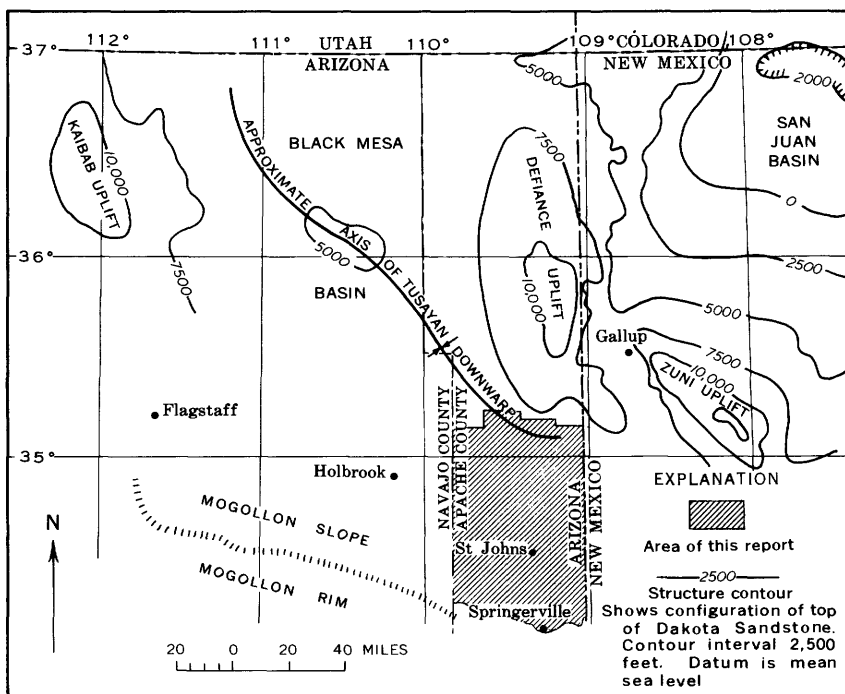 112° 111° UTAH 110° 109° COLORADO 108°
37° ARIZONA NEW MEXICO
5000
2000
KAIBAB UPLIFT
10,000
7500
APPROXIMATE AXIS OF TUSAYAN DOWNWARP
BLACK MESA
BASIN
5000
7500
DEFIANCE
UPLIFT
10,000
SAN
JUAN
BASIN
0
36°
2500
5000
Gallup
7500
10,000
ZUNI UPLIFT
Flagstaff
35°
Holbrook
NAVAJO COUNTY
APACHE COUNTY
ARIZONA
NEW MEXICO
MOGOLLON SLOPE
MOGOLLON RIM
St Johns
Springerville
N
20 0 20 40 MILES
EXPLANATION
Area of this report
2500
Structure contour
Shows configuration of top
of Dakota Sandstone.
Contour interval 2,500
feet. Datum is mean
sea level